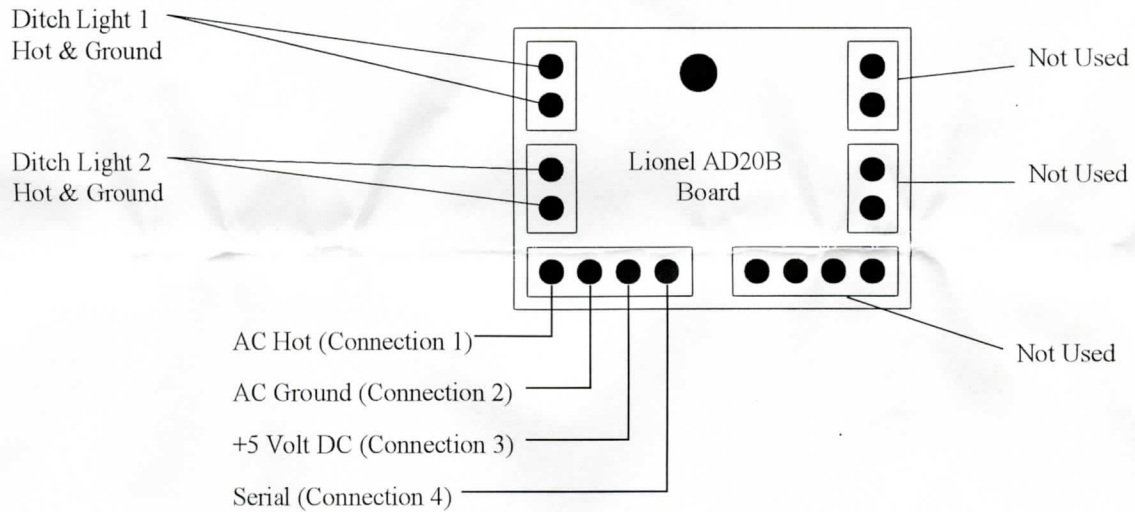 Ditch Light 1
Hot & Ground
Not Used
Ditch Light 2
Hot & Ground
Lionel AD20B
Board
Not Used
AC Hot (Connection 1)
Not Used
AC Ground (Connection 2)
+5 Volt DC (Connection 3)
Serial (Connection 4)